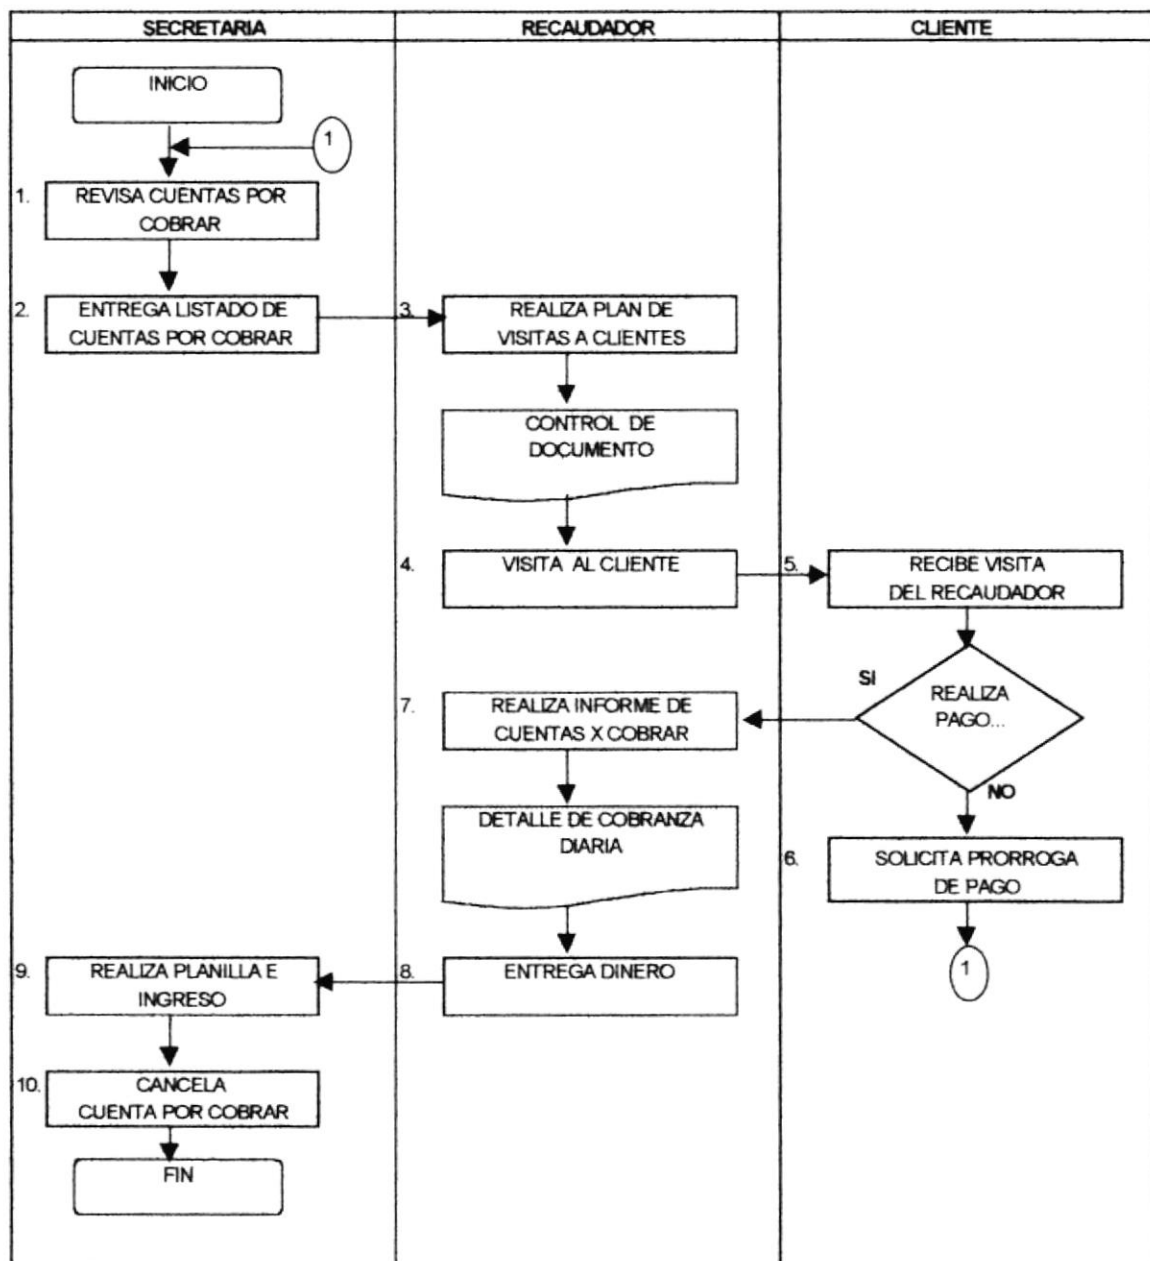 SECRETARIA
RECAUDADOR
CLIENTE
INICIO
1
1.
REVISA CUENTAS POR
COBRAR
2.
ENTREGA LISTADO DE
CUENTAS POR COBRAR
3.
REALIZA PLAN DE
VISITAS A CLIENTES
CONTROL DE
DOCUMENTO
4.
VISITA AL CLIENTE
5.
RECIBE VISITA
DEL RECAUDADOR
SI
REALIZA
PAGO...
NO
7.
REALIZA INFORME DE
CUENTAS X COBRAR
DETALLE DE COBRANZA
DIARIA
6.
SOLICITA PRORROGA
DE PAGO
1
8.
ENTREGA DINERO
9.
REALIZA PLANILLA E
INGRESO
10.
CANCELA
CUENTA POR COBRAR
FIN